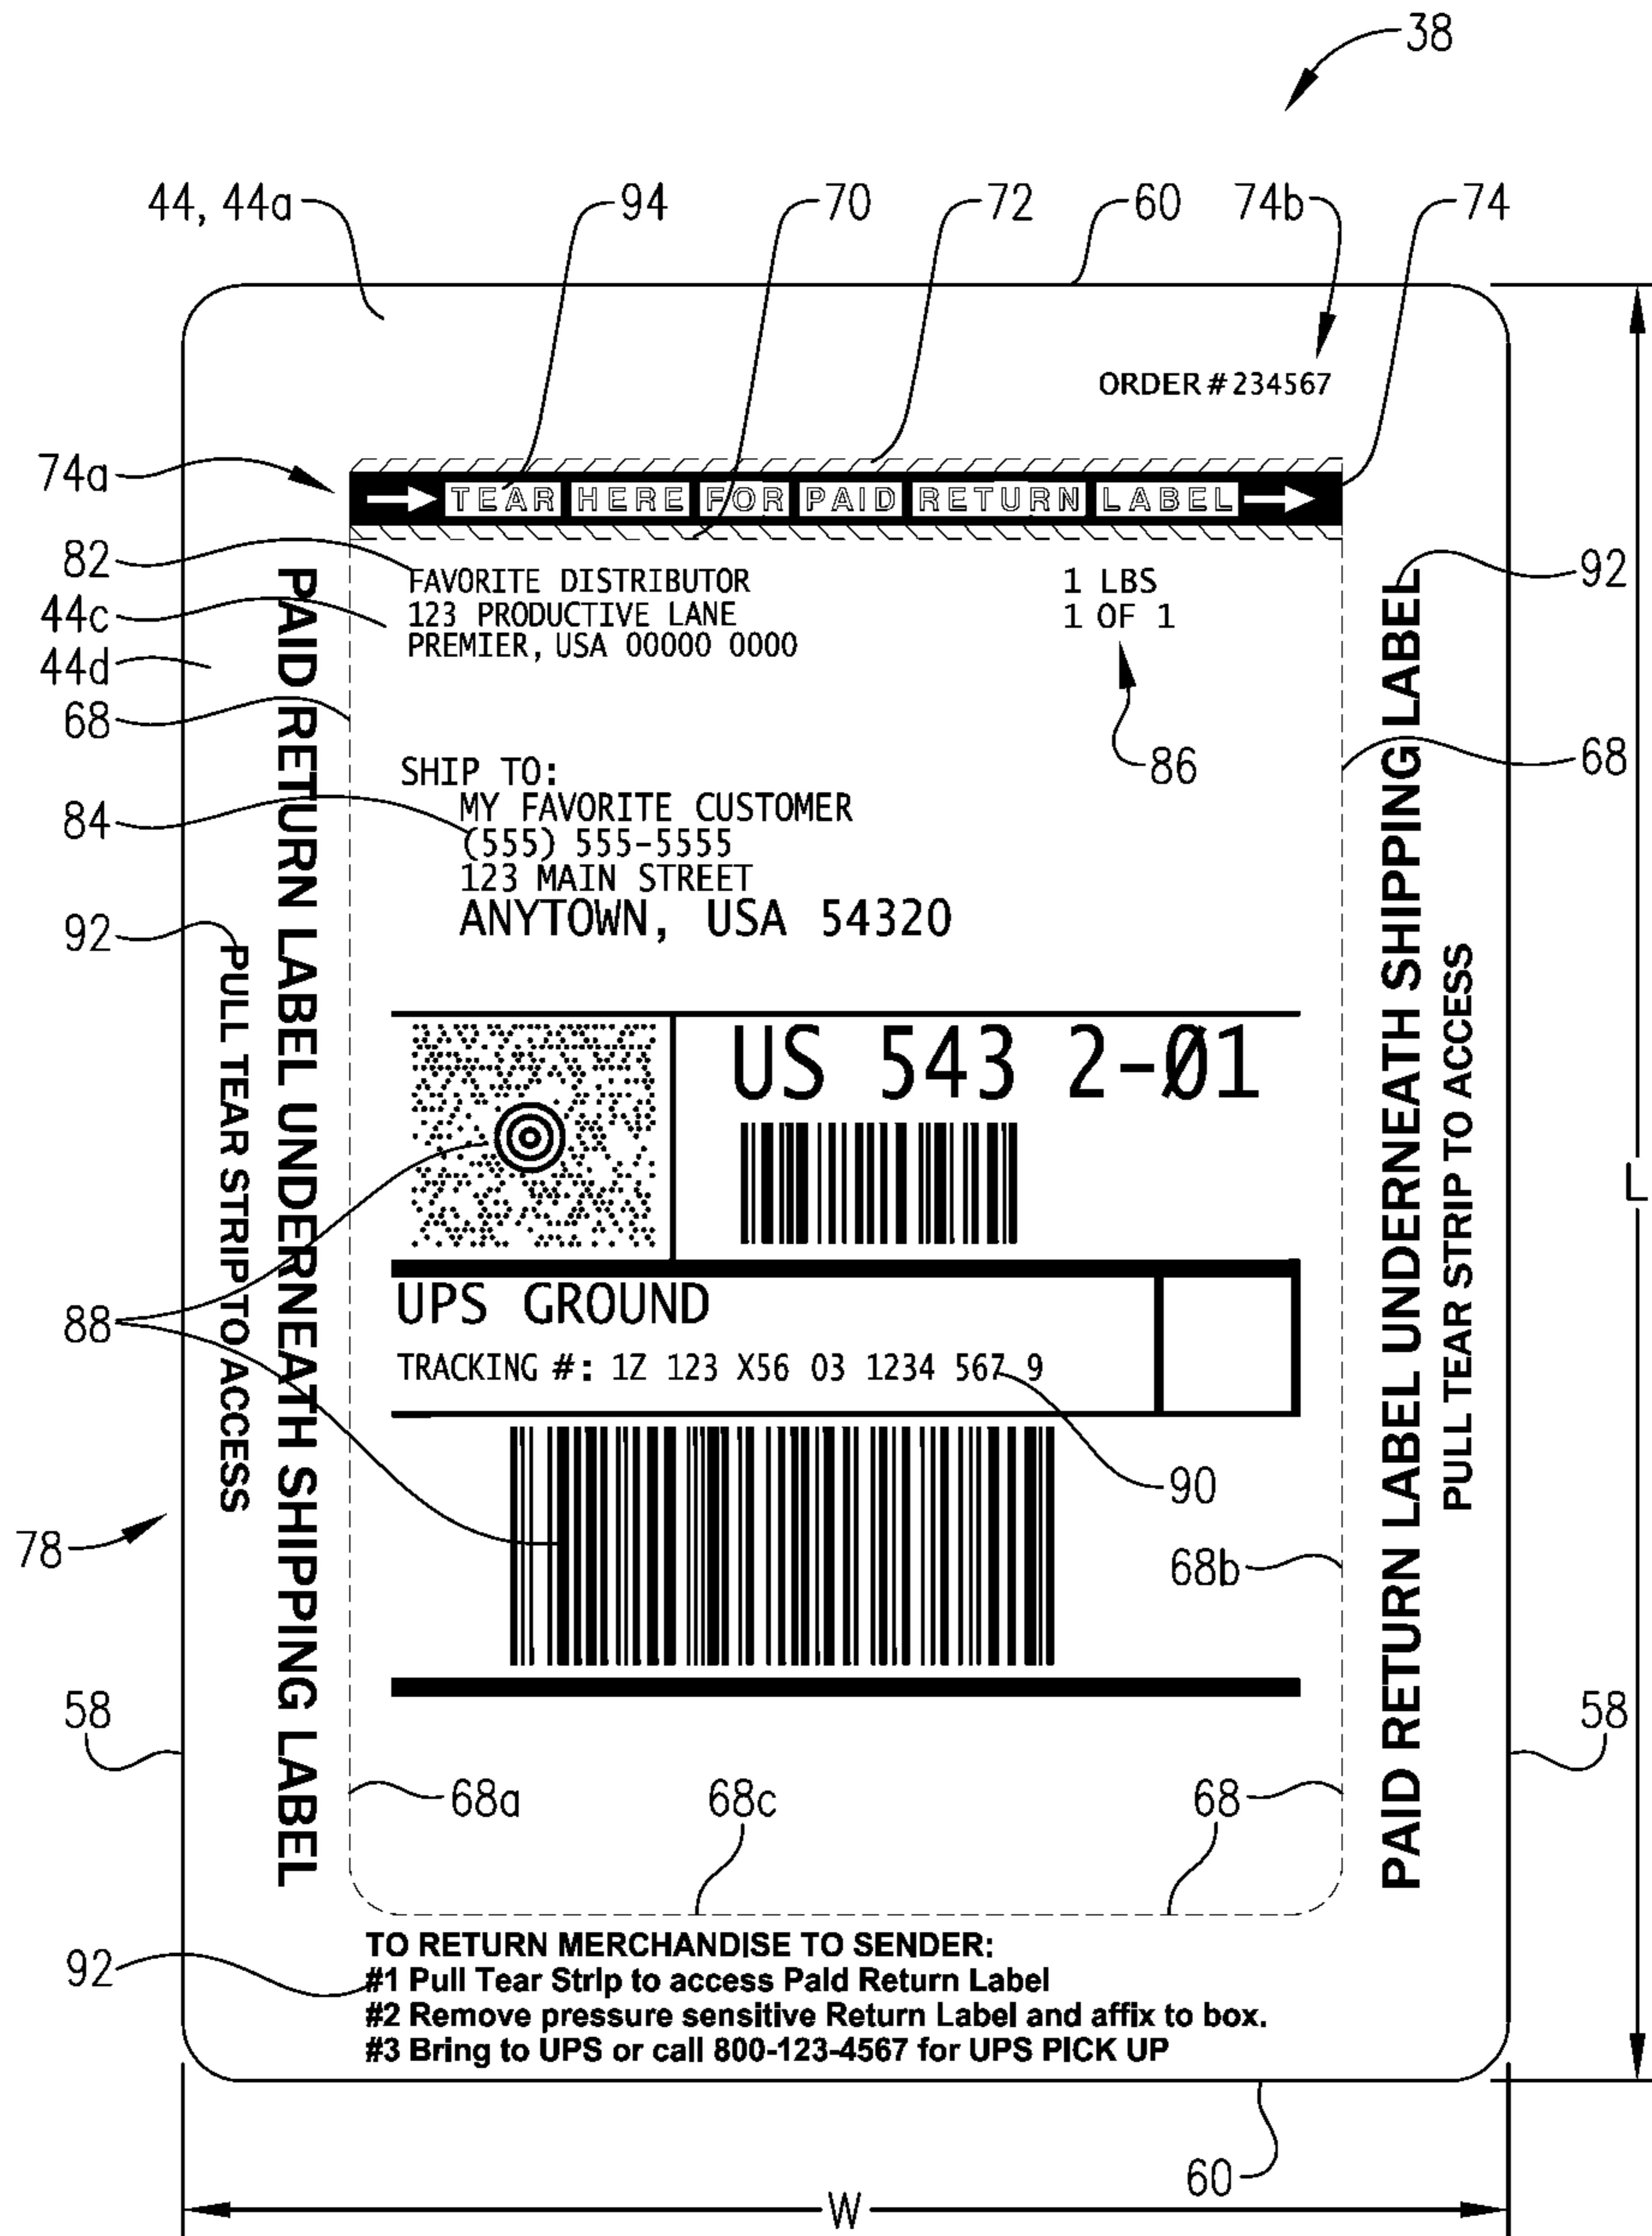 38
44, 44a
94
70
72
60
74b
74
ORDER # 234567
74a
TEAR HERE FOR PAID RETURN LABEL
82
FAVORITE DISTRIBUTOR
1 LBS
92
44c
123 PRODUCTIVE LANE
1 OF 1
44d
PREMIER, USA 00000 0000
68
SHIP TO:
86
68
84
MY FAVORITE CUSTOMER
(555) 555-5555
123 MAIN STREET
92
ANYTOWN, USA 54320
PULL TEAR STRIP TO ACCESS
PAID RETURN LABEL UNDERNEATH SHIPPING LABEL
PAID RETURN LABEL UNDERNEATH SHIPPING LABEL
PULL TEAR STRIP TO ACCESS
US 543 2-01
L
88
UPS GROUND
TRACKING #: 1Z 123 X56 03 1234 567 9
90
78
68b
58
58
68a
68c
68
TO RETURN MERCHANDISE TO SENDER:
92
#1 Pull Tear Strip to access Paid Return Label
#2 Remove pressure sensitive Return Label and affix to box.
#3 Bring to UPS or call 800-123-4567 for UPS PICK UP
60
W